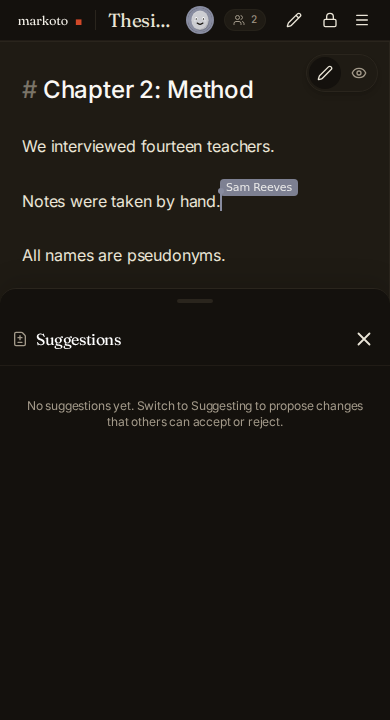 markoto
Thesi...
2
# Chapter 2: Method
We interviewed fourteen teachers.
Sam Reeves
Notes were taken by hand.
All names are pseudonyms.
Suggestions
No suggestions yet. Switch to Suggesting to propose changes
that others can accept or reject.